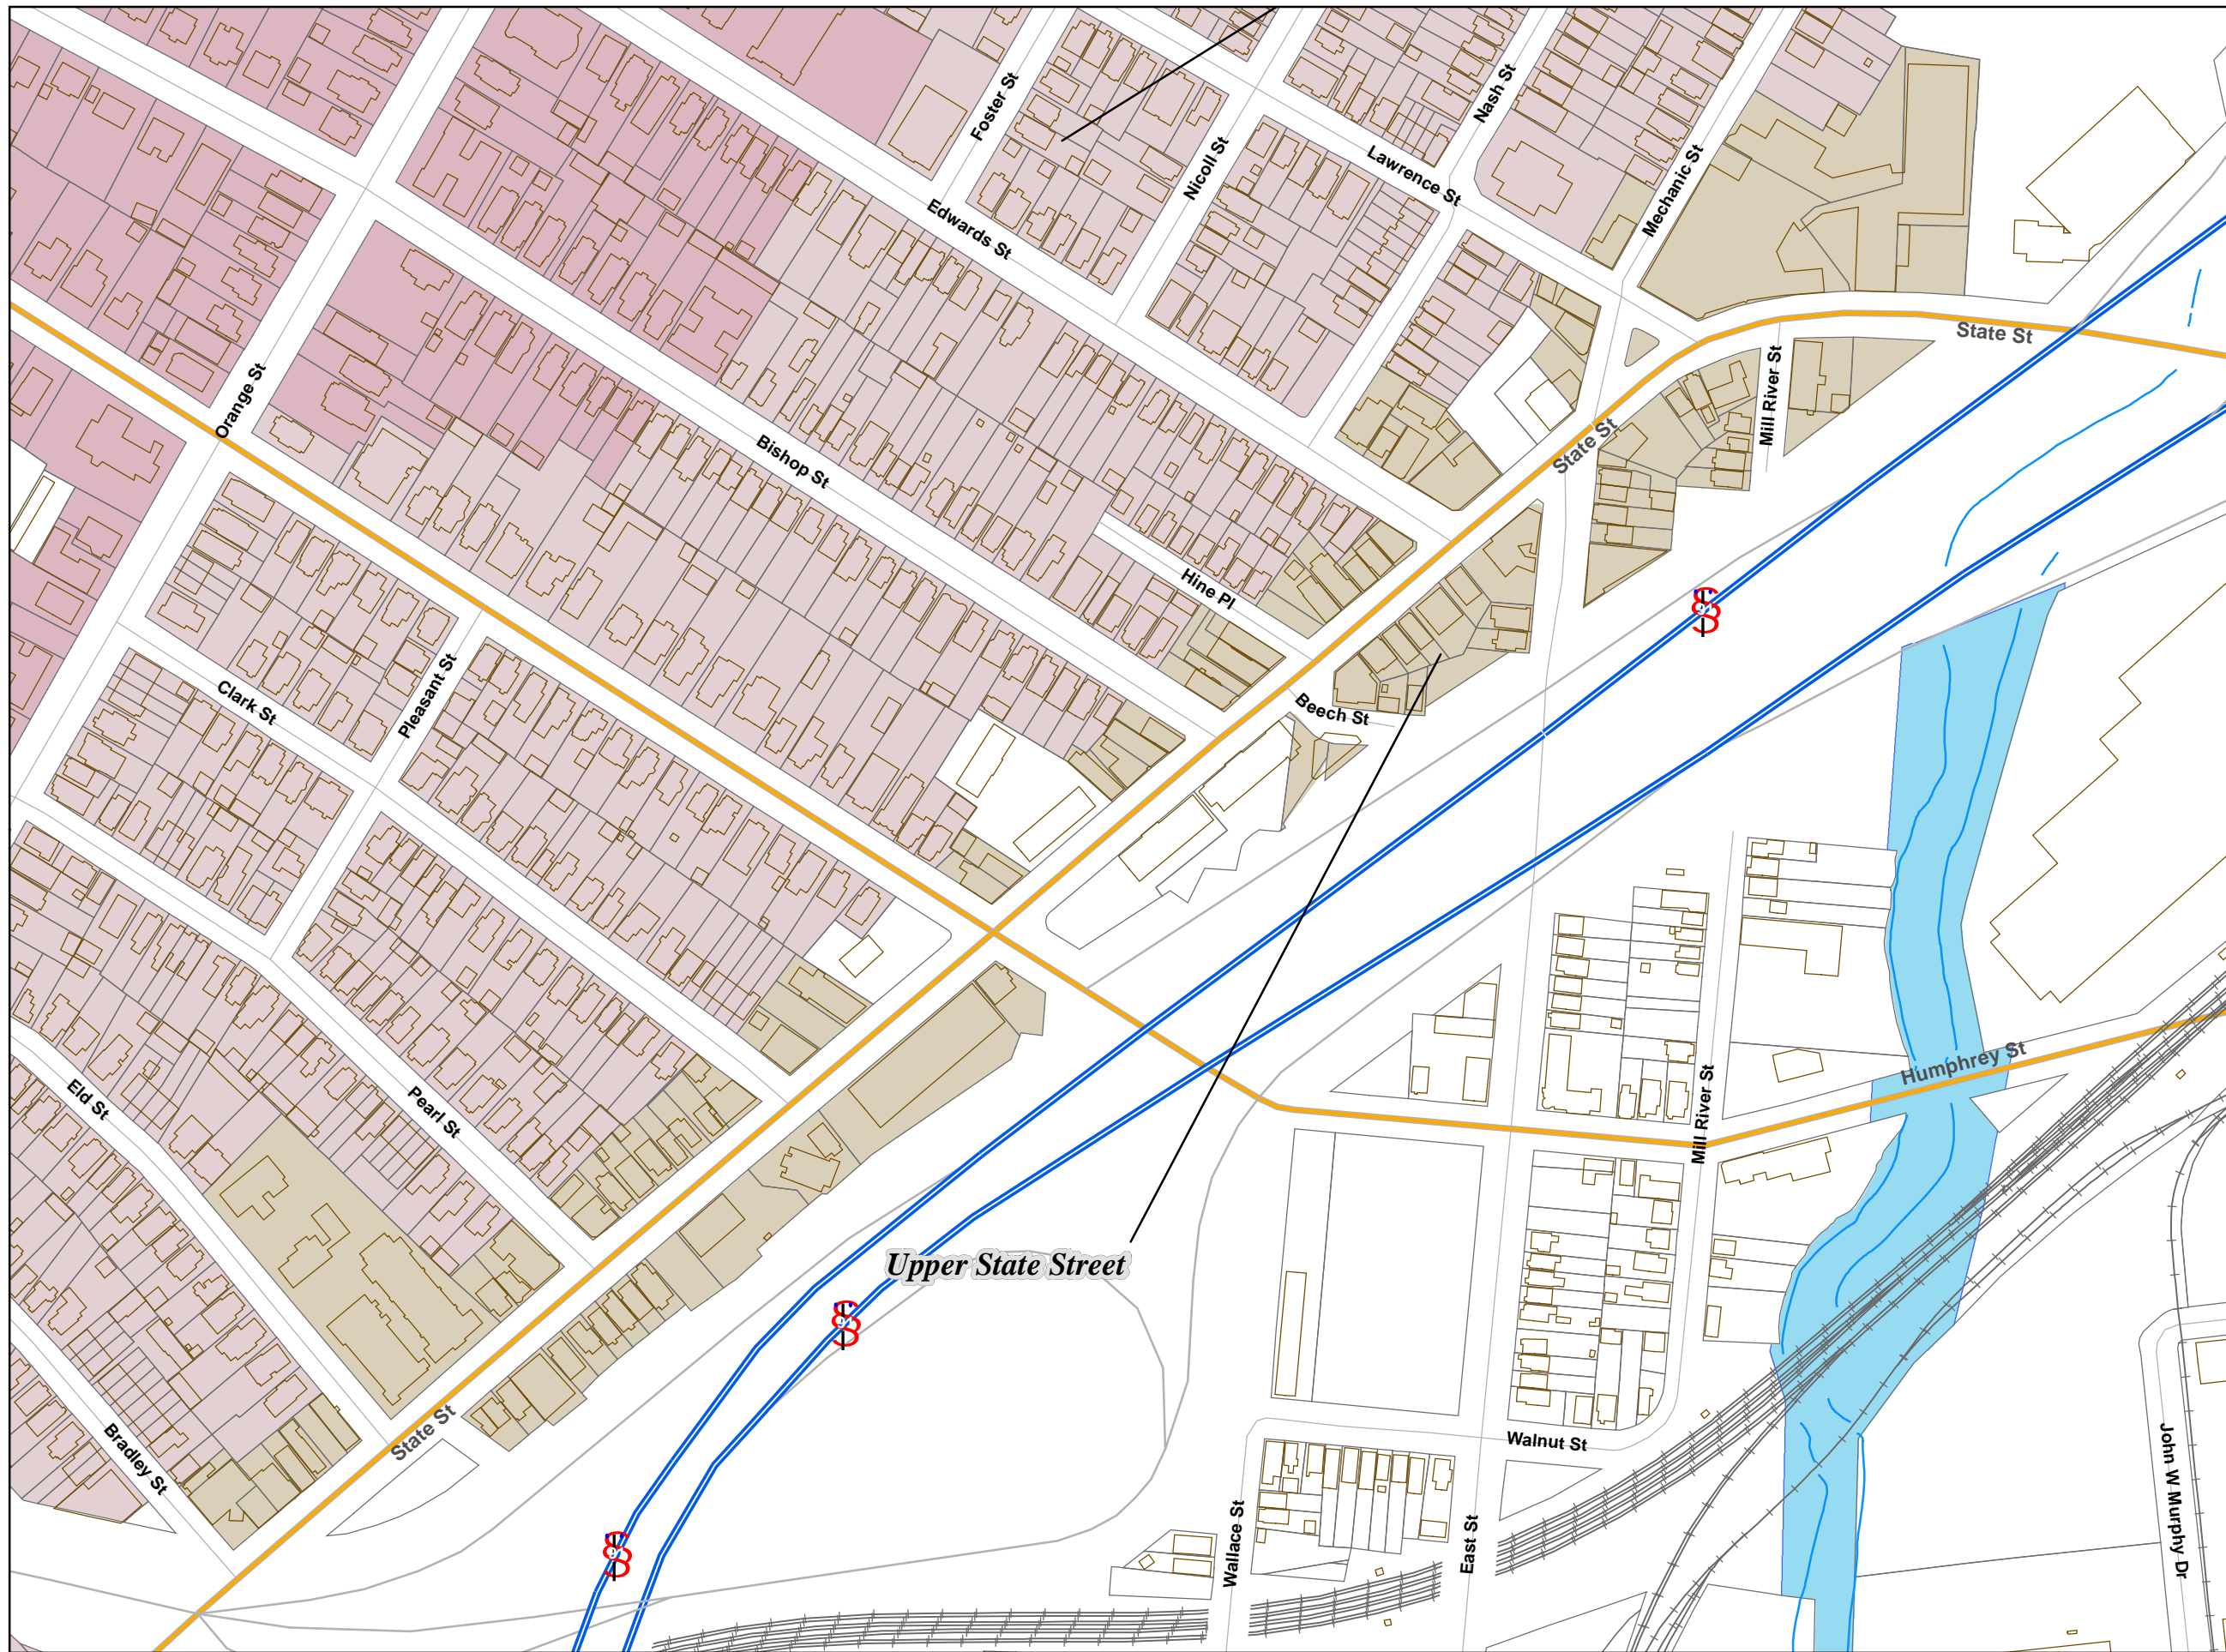 Foster St
Nash St
Lawrence St
Nicoll St
Mechanic St
Edwards St
State St
Mill River St
Orange St
State St
Bishop St
Hine Pl
Clark St
Pleasant St
Beech St
Humphrey St
Eld St
Pearl St
Mill River St
Upper State Street
State St
Bradley St
Walnut St
Wallace St
East St
John W Murphy Dr